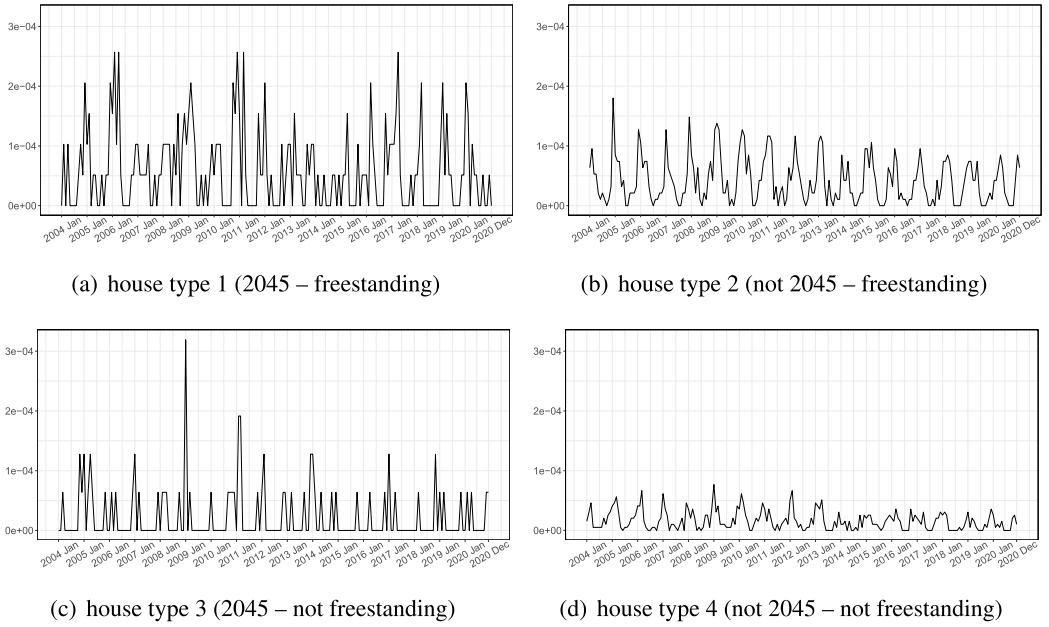 3e−04
2e−04
1e−04
0e+00
2004 Jan 2005 Jan 2006 Jan 2007 Jan 2008 Jan 2009 Jan 2010 Jan 2011 Jan 2012 Jan 2013 Jan 2014 Jan 2015 Jan 2016 Jan 2017 Jan 2018 Jan 2019 Jan 2020 Jan 2020 Dec
(a) house type 1 (2045 – freestanding)
3e−04
2e−04
1e−04
0e+00
2004 Jan 2005 Jan 2006 Jan 2007 Jan 2008 Jan 2009 Jan 2010 Jan 2011 Jan 2012 Jan 2013 Jan 2014 Jan 2015 Jan 2016 Jan 2017 Jan 2018 Jan 2019 Jan 2020 Jan 2020 Dec
(b) house type 2 (not 2045 – freestanding)
3e−04
2e−04
1e−04
0e+00
2004 Jan 2005 Jan 2006 Jan 2007 Jan 2008 Jan 2009 Jan 2010 Jan 2011 Jan 2012 Jan 2013 Jan 2014 Jan 2015 Jan 2016 Jan 2017 Jan 2018 Jan 2019 Jan 2020 Jan 2020 Dec
(c) house type 3 (2045 – not freestanding)
3e−04
2e−04
1e−04
0e+00
2004 Jan 2005 Jan 2006 Jan 2007 Jan 2008 Jan 2009 Jan 2010 Jan 2011 Jan 2012 Jan 2013 Jan 2014 Jan 2015 Jan 2016 Jan 2017 Jan 2018 Jan 2019 Jan 2020 Jan 2020 Dec
(d) house type 4 (not 2045 – not freestanding)